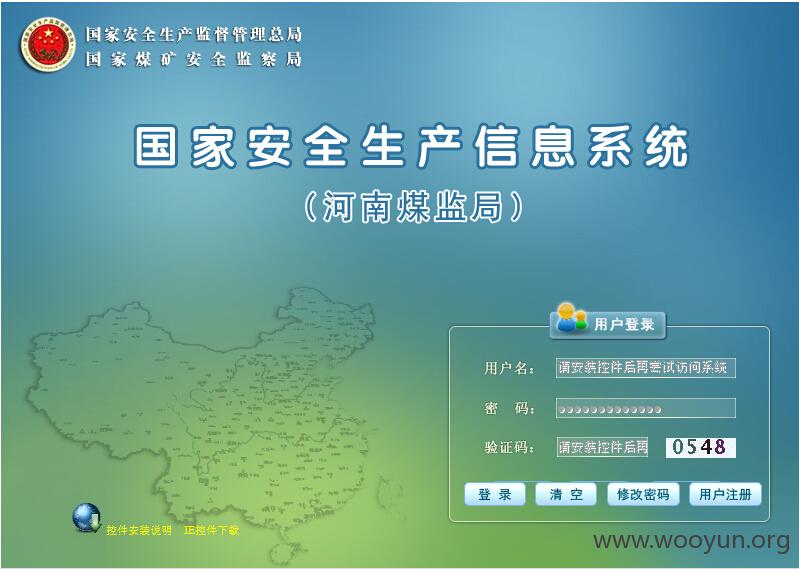 国家安全生产监督管理总局
国家煤矿安全监察局
国家安全生产信息系统
（河南煤监局）
用户登录
用户名： 请安装控件后再尝试访问系统
密 码：
验证码： 请安装控件后再 0548
登 录 清 空 修改密码 用户注册
控件安装说明 IE控件下载
www.wooyun.org